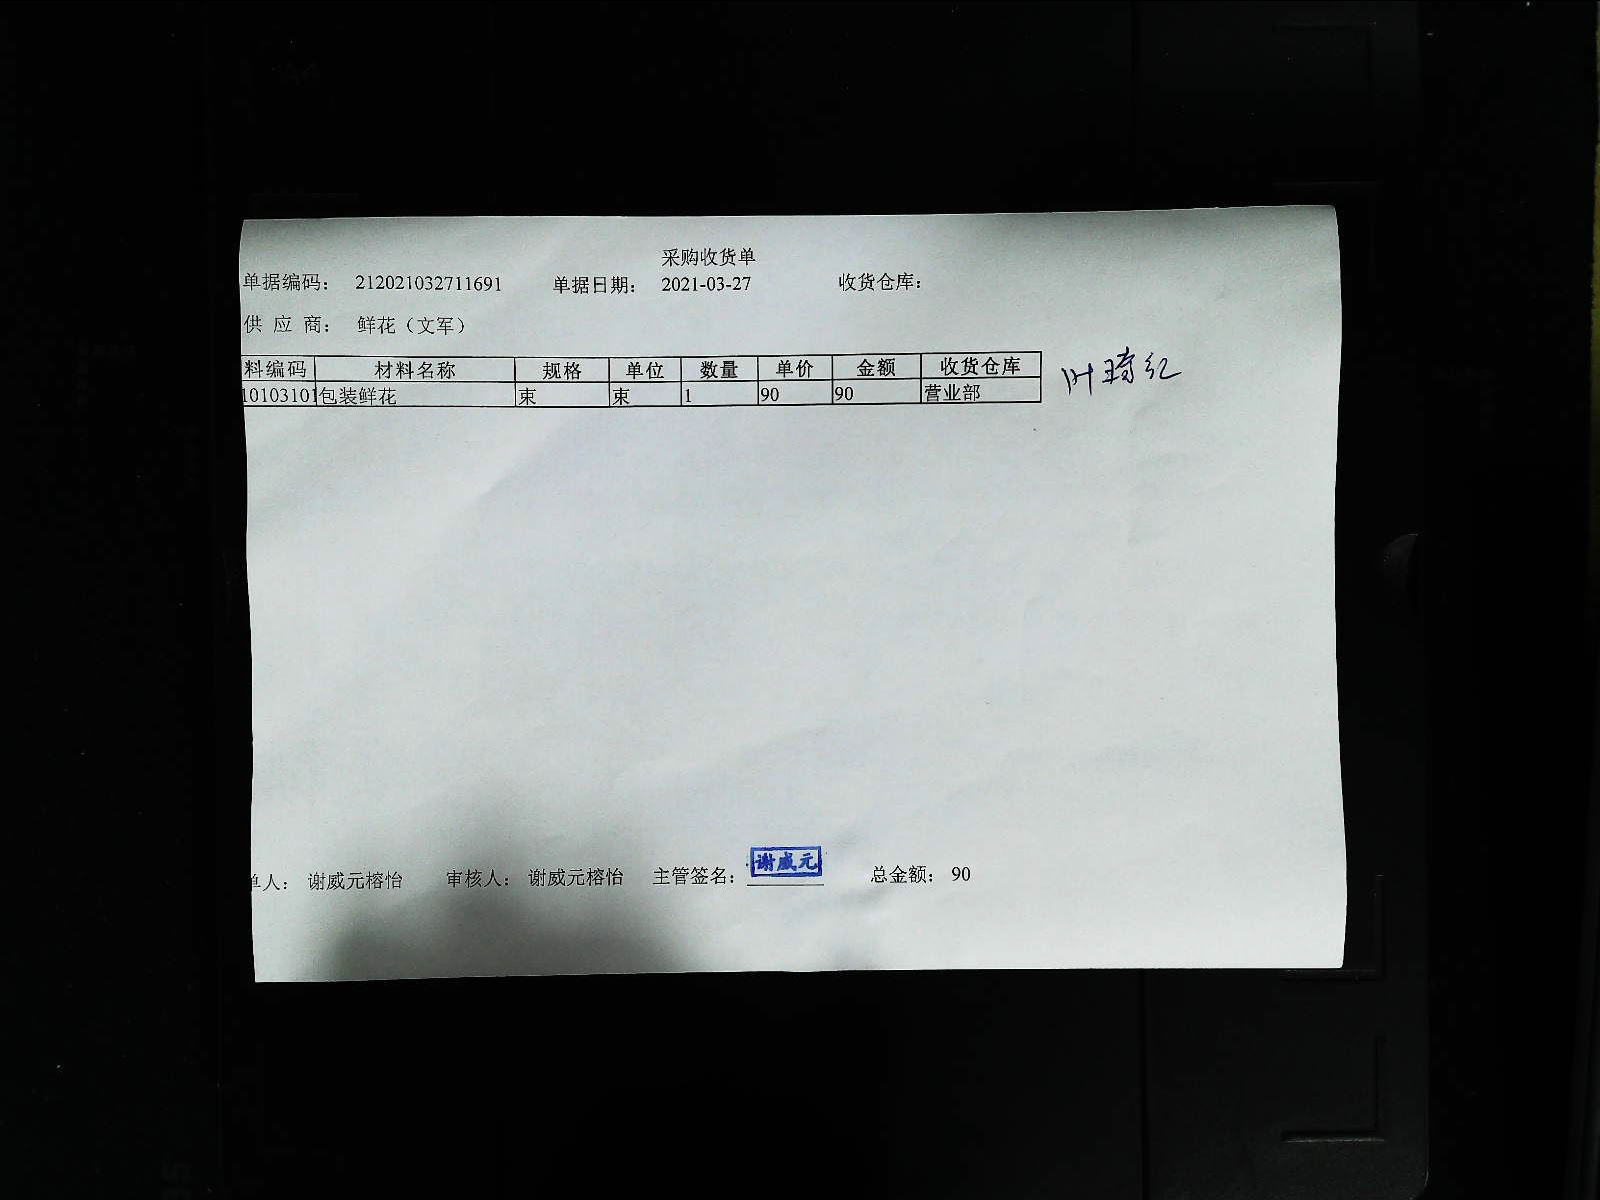 采购收货单
单据编码： 212021032711691 单据日期： 2021-03-27 收货仓库：
供 应 商： 鲜花（文军）
料编码 材料名称 规格 单位 数量 单价 金额 收货仓库
10103101 包装鲜花 束 束 1 90 90 营业部
单人： 谢威元榕怡 审核人： 谢威元榕怡 主管签名： 谢威元 总金额： 90